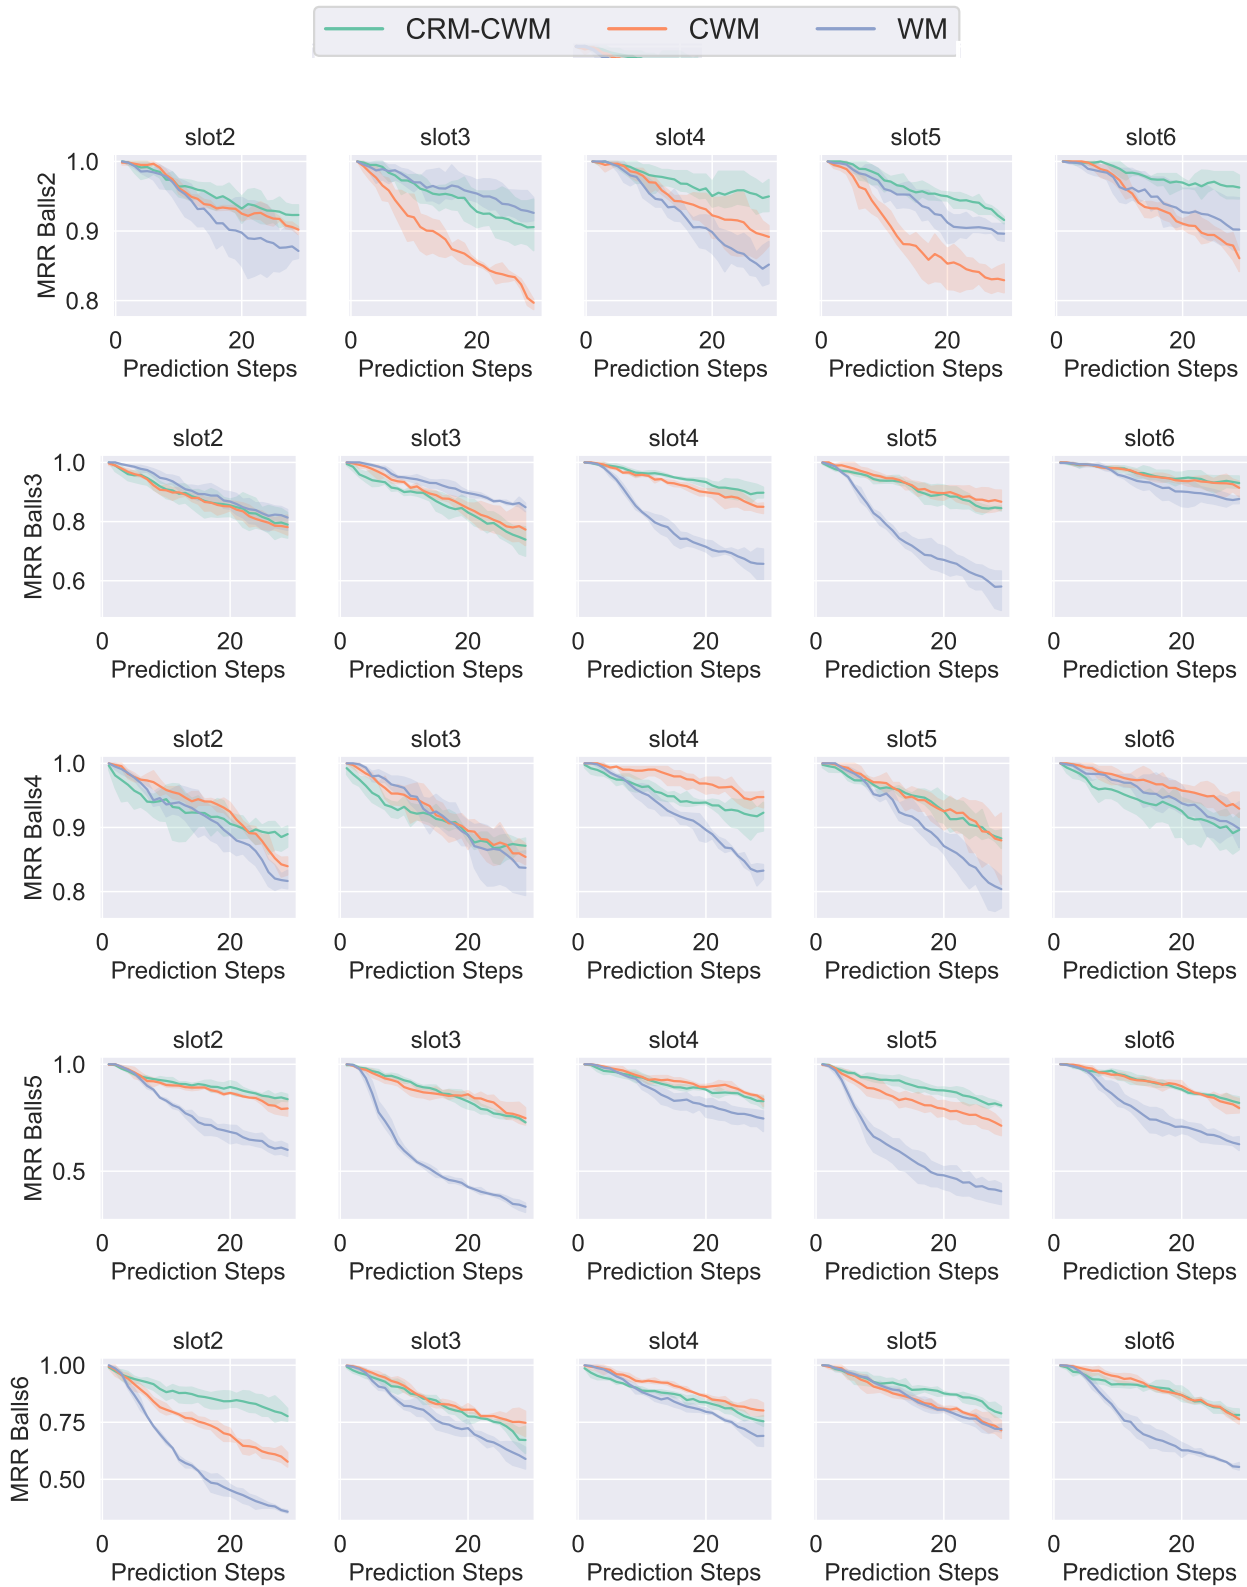 CRM-CWM CWM WM
slot2 slot3 slot4 slot5 slot6
MRR Balls2
1.0
0.9
0.8
0 20 0 20 0 20 0 20 0 20
Prediction Steps Prediction Steps Prediction Steps Prediction Steps Prediction Steps
slot2 slot3 slot4 slot5 slot6
MRR Balls3
1.0
0.8
0.6
0 20 0 20 0 20 0 20 0 20
Prediction Steps Prediction Steps Prediction Steps Prediction Steps Prediction Steps
slot2 slot3 slot4 slot5 slot6
MRR Balls4
1.0
0.9
0.8
0 20 0 20 0 20 0 20 0 20
Prediction Steps Prediction Steps Prediction Steps Prediction Steps Prediction Steps
slot2 slot3 slot4 slot5 slot6
MRR Balls5
1.0
0.5
0 20 0 20 0 20 0 20 0 20
Prediction Steps Prediction Steps Prediction Steps Prediction Steps Prediction Steps
slot2 slot3 slot4 slot5 slot6
MRR Balls6
1.00
0.75
0.50
0 20 0 20 0 20 0 20 0 20
Prediction Steps Prediction Steps Prediction Steps Prediction Steps Prediction Steps